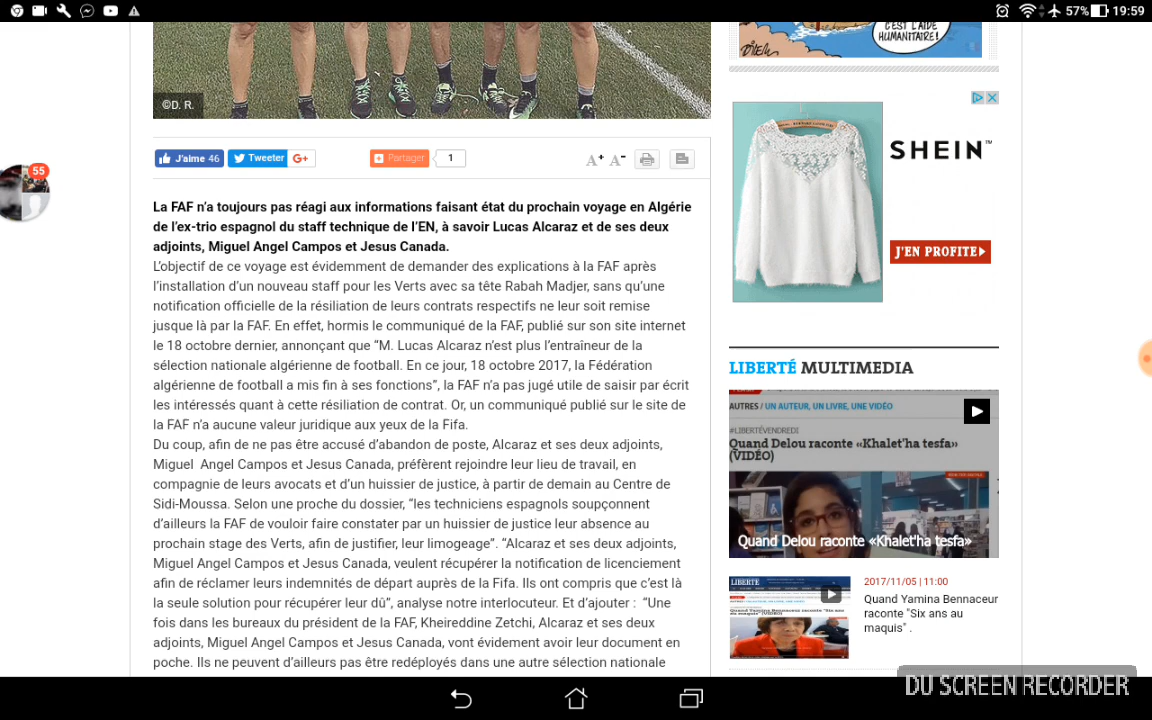 57% 19:59
C'EST L'AIDE
HUMANITAIRE!
©D. R.
J'aime 46 Tweeter G+ Partager 1 A+ A-
55
SHEIN™
J'EN PROFITE
La FAF n'a toujours pas réagi aux informations faisant état du prochain voyage en Algérie
de l'ex-trio espagnol du staff technique de l'EN, à savoir Lucas Alcaraz et de ses deux
adjoints, Miguel Angel Campos et Jesus Canada.
L'objectif de ce voyage est évidemment de demander des explications à la FAF après
l'installation d'un nouveau staff pour les Verts avec sa tête Rabah Madjer, sans qu'une
notification officielle de la résiliation de leurs contrats respectifs ne leur soit remise
jusque là par la FAF. En effet, hormis le communiqué de la FAF, publié sur son site internet
le 18 octobre dernier, annonçant que “M. Lucas Alcaraz n'est plus l'entraîneur de la
sélection nationale algérienne de football. En ce jour, 18 octobre 2017, la Fédération
algérienne de football a mis fin à ses fonctions”, la FAF n'a pas jugé utile de saisir par écrit
les intéressés quant à cette résiliation de contrat. Or, un communiqué publié sur le site de
la FAF n'a aucune valeur juridique aux yeux de la Fifa.
Du coup, afin de ne pas être accusé d'abandon de poste, Alcaraz et ses deux adjoints,
Miguel  Angel Campos et Jesus Canada, préfèrent rejoindre leur lieu de travail, en
compagnie de leurs avocats et d'un huissier de justice, à partir de demain au Centre de
Sidi-Moussa. Selon une proche du dossier, “les techniciens espagnols soupçonnent
d'ailleurs la FAF de vouloir faire constater par un huissier de justice leur absence au
prochain stage des Verts, afin de justifier, leur limogeage”. “Alcaraz et ses deux adjoints,
Miguel Angel Campos et Jesus Canada, veulent récupérer la notification de licenciement
afin de réclamer leurs indemnités de départ auprès de la Fifa. Ils ont compris que c'est là
la seule solution pour récupérer leur dû”, analyse notre interlocuteur. Et d'ajouter :  “Une
fois dans les bureaux du président de la FAF, Kheireddine Zetchi, Alcaraz et ses deux
adjoints, Miguel Angel Campos et Jesus Canada, vont évidement avoir leur document en
poche. Ils ne peuvent d'ailleurs pas être redéployés dans une autre sélection nationale
LIBERTÉ MULTIMEDIA
AUTRES / UN AUTEUR, UN LIVRE, UNE VIDÉO
#LIBERTÉVENDREDI
Quand Delou raconte «Khalet'ha tesfa»
(VIDÉO)
Quand Delou raconte «Khalet'ha tesfa»
LIBERTE
2017/11/05 | 11:00
Quand Yamina Bennaceur
raconte "Six ans au
maquis" .
DU SCREEN RECORDER